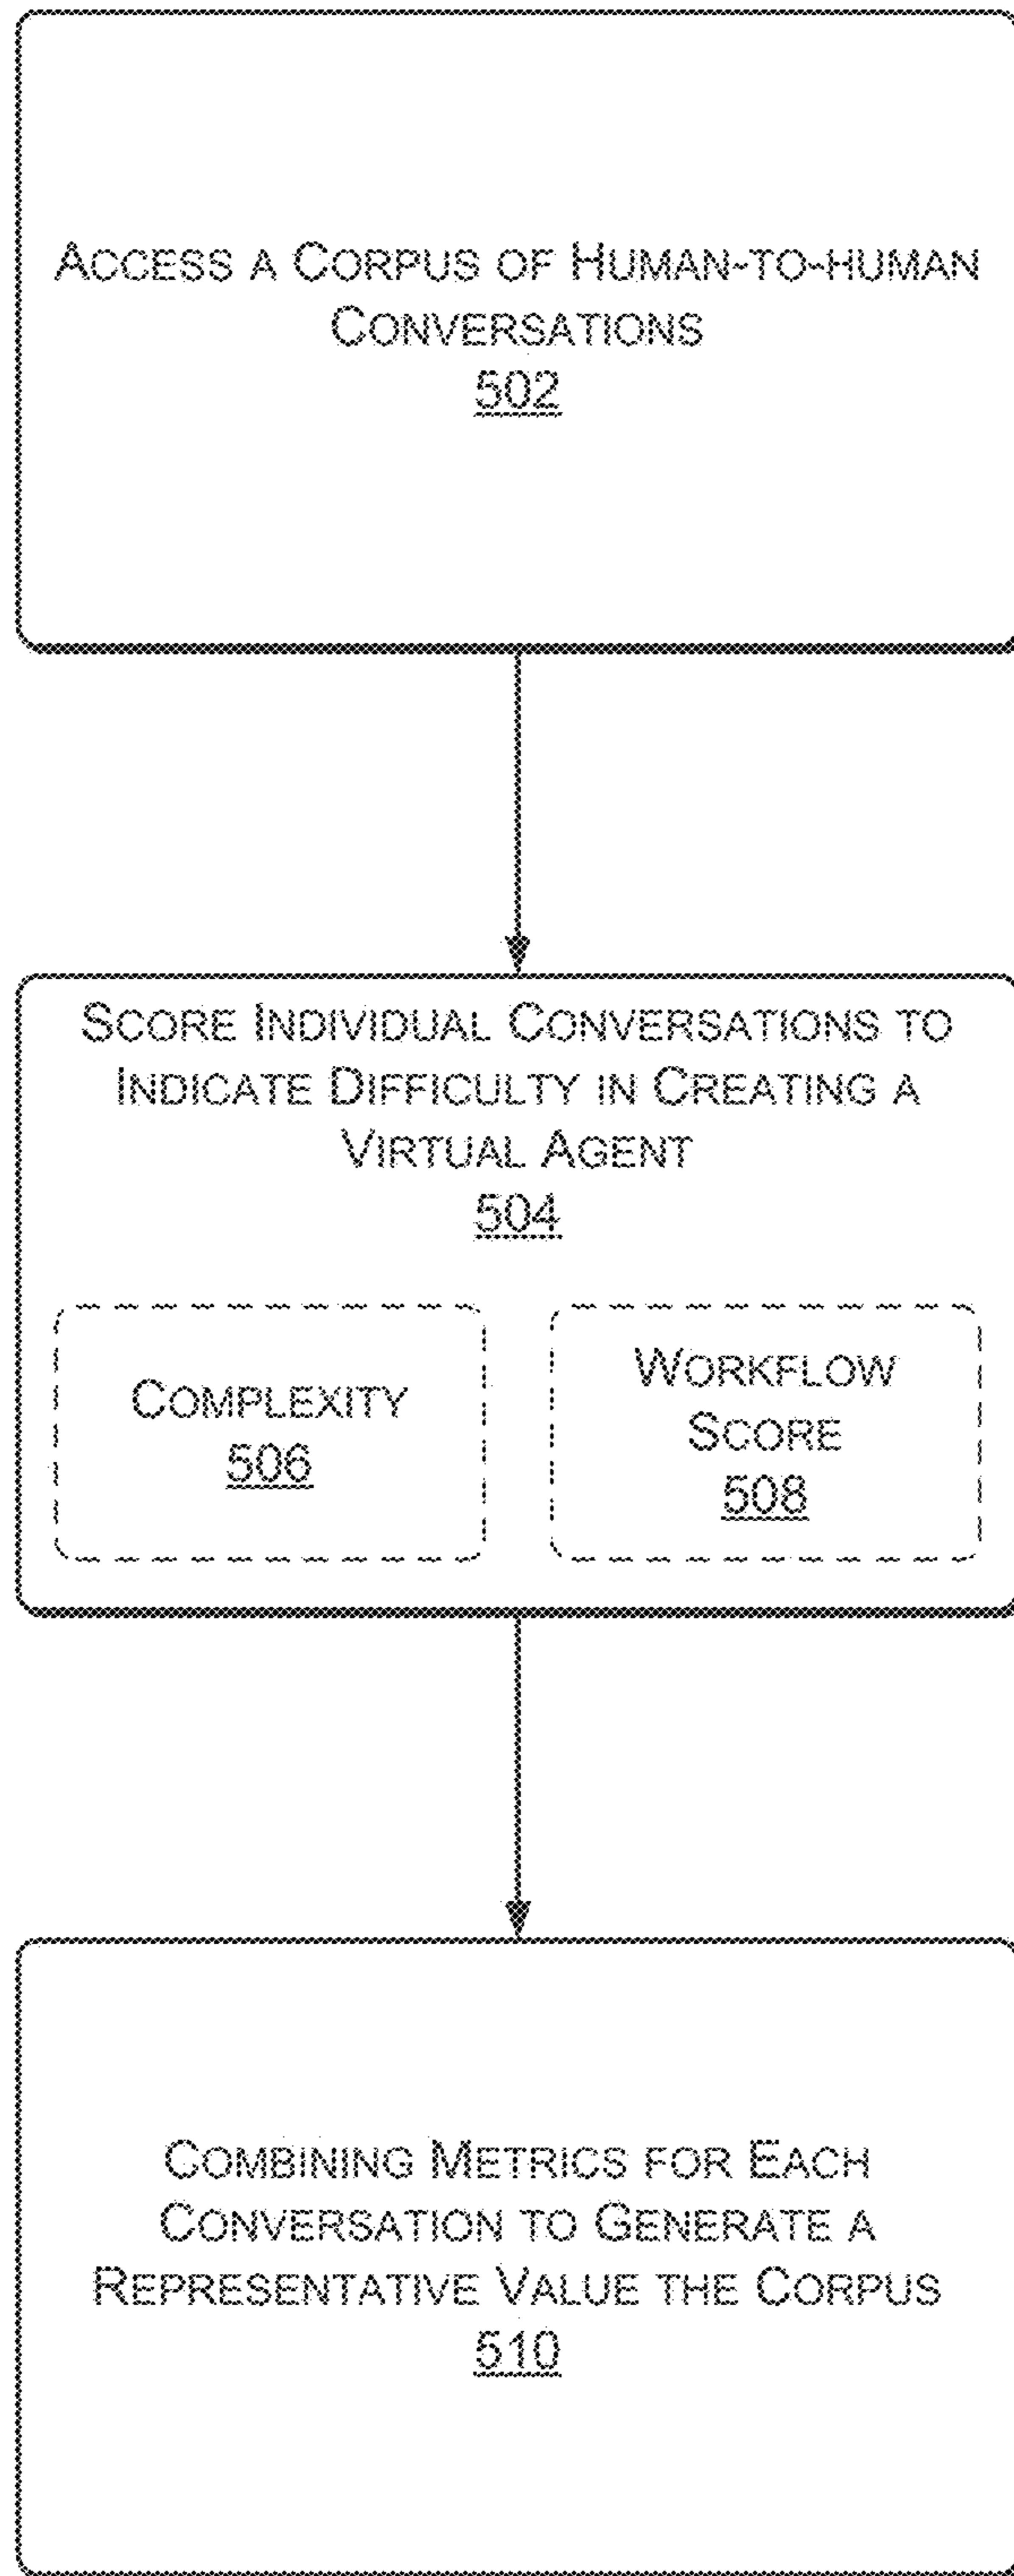 ACCESS A CORPUS OF HUMAN-TO-HUMAN
CONVERSATIONS
502
SCORE INDIVIDUAL CONVERSATIONS TO
INDICATE DIFFICULTY IN CREATING A
VIRTUAL AGENT
504
COMPLEXITY
506
WORKFLOW
SCORE
508
COMBINING METRICS FOR EACH
CONVERSATION TO GENERATE A
REPRESENTATIVE VALUE THE CORPUS
510